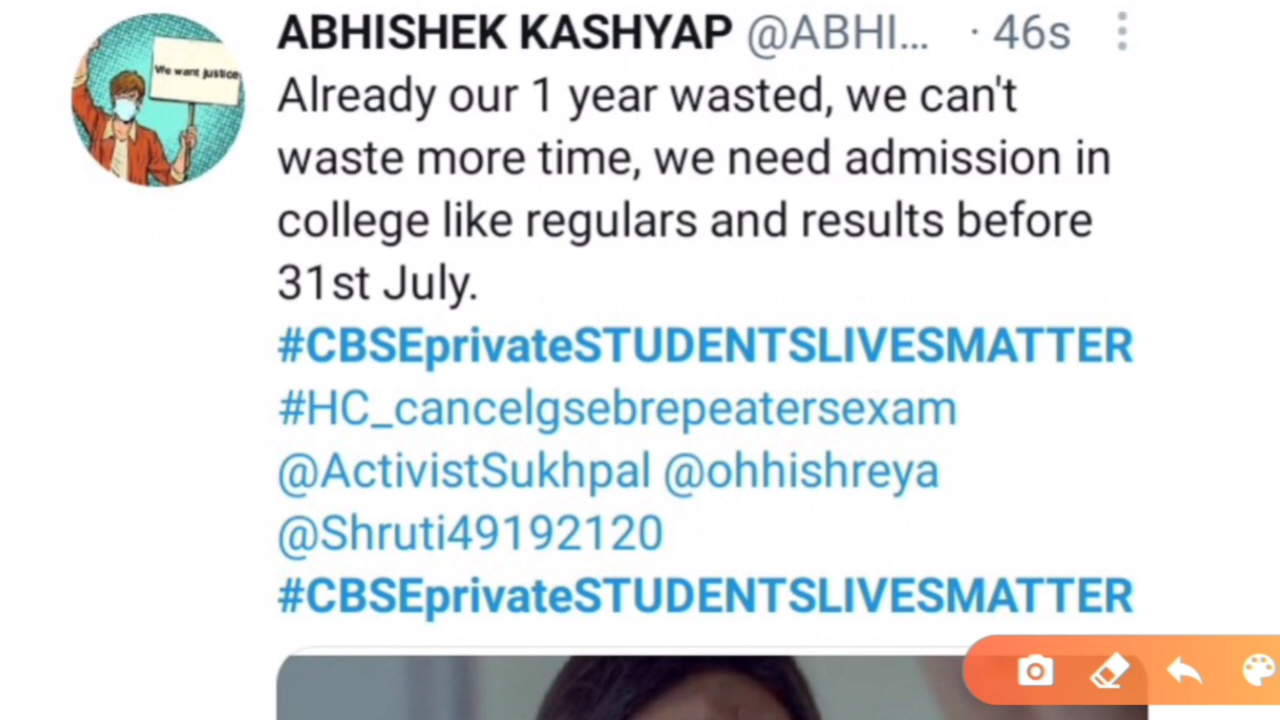 We want justice
ABHISHEK KASHYAP @ABHI... · 46s
Already our 1 year wasted, we can't
waste more time, we need admission in
college like regulars and results before
31st July.
#CBSEprivateSTUDENTSLIVESMATTER
#HC_cancelgsebrepeatersexam
@ActivistSukhpal @ohhishreya
@Shruti49192120
#CBSEprivateSTUDENTSLIVESMATTER